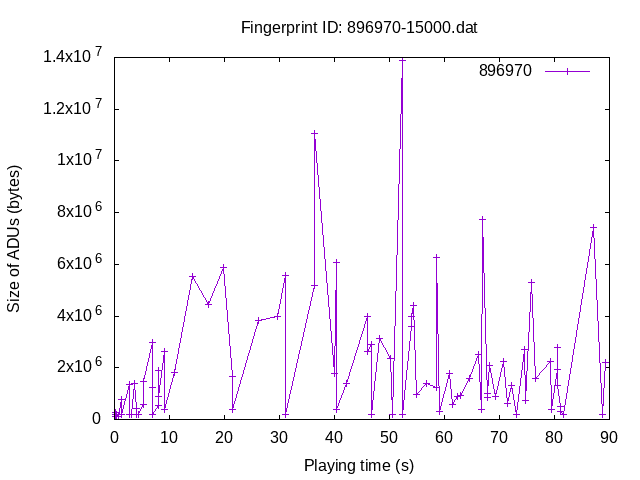 Fingerprint ID: 896970-15000.dat
896970
Size of ADUs (bytes)
1.4x10^7
1.2x10^7
1x10^7
8x10^6
6x10^6
4x10^6
2x10^6
0
0 10 20 30 40 50 60 70 80 90
Playing time (s)